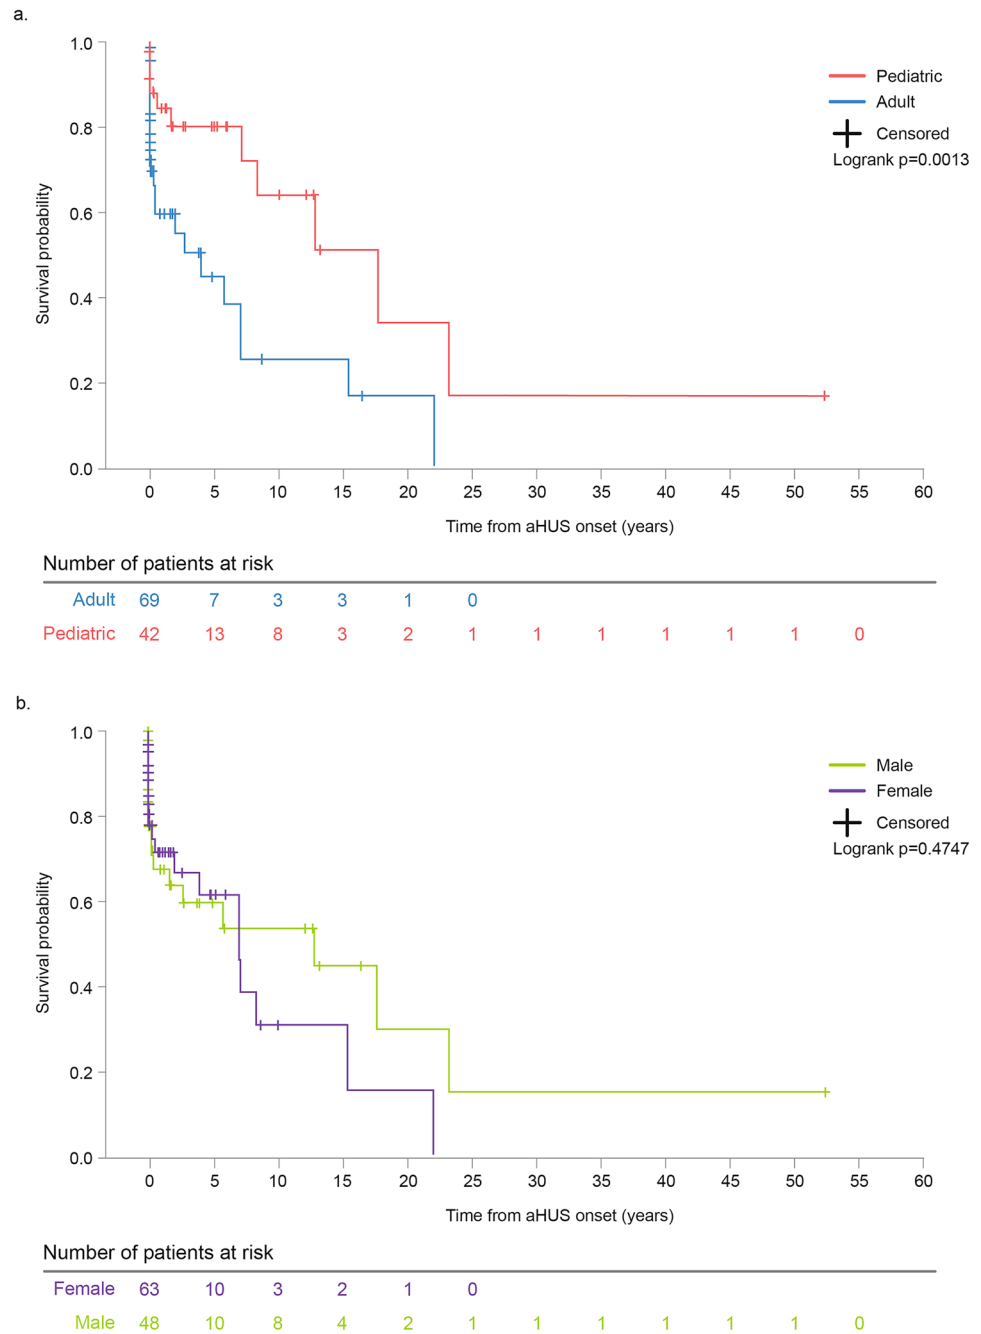 a.
1.0
0.8
0.6
0.4
0.2
0.0
Survival probability
Pediatric
Adult
Censored
Logrank p=0.0013
0 5 10 15 20 25 30 35 40 45 50 55 60
Time from aHUS onset (years)
Number of patients at risk
Adult 69 7 3 3 1 0
Pediatric 42 13 8 3 2 1 1 1 1 1 1 0
b.
1.0
0.8
0.6
0.4
0.2
0.0
Survival probability
Male
Female
Censored
Logrank p=0.4747
0 5 10 15 20 25 30 35 40 45 50 55 60
Time from aHUS onset (years)
Number of patients at risk
Female 63 10 3 2 1 0
Male 48 10 8 4 2 1 1 1 1 1 1 0